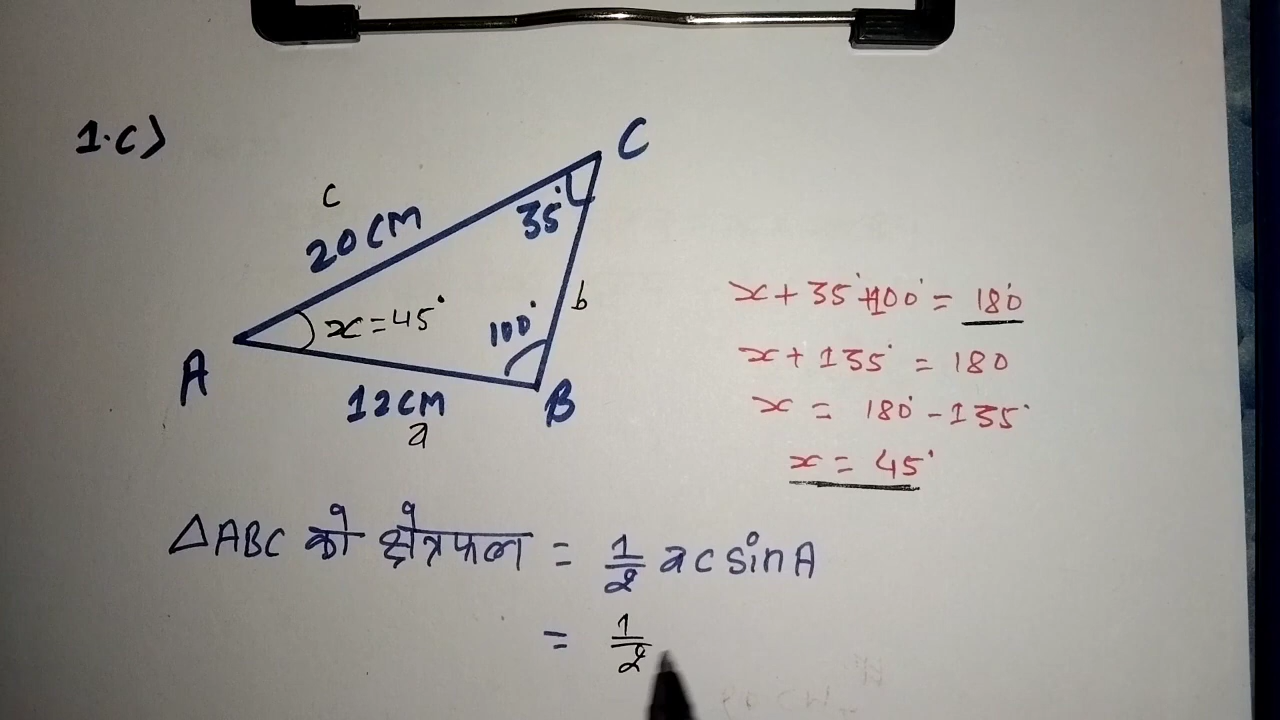 1.c)
C
c
20CM
35°
x=45°
100°
b
A
12CM
B
a
x + 35° + 100° = 180°
x + 135° = 180
x = 180° - 135°
x = 45°
△ABC को क्षेत्रफल = 1/2 ac sin A
= 1/2